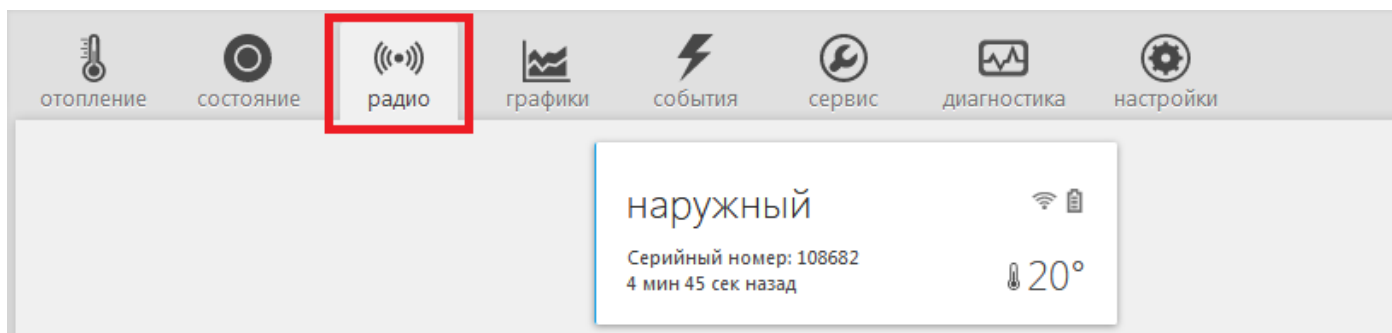 отопление состояние радио графики события сервис диагностика настройки
наружный
Серийный номер: 108682
4 мин 45 сек назад
20°